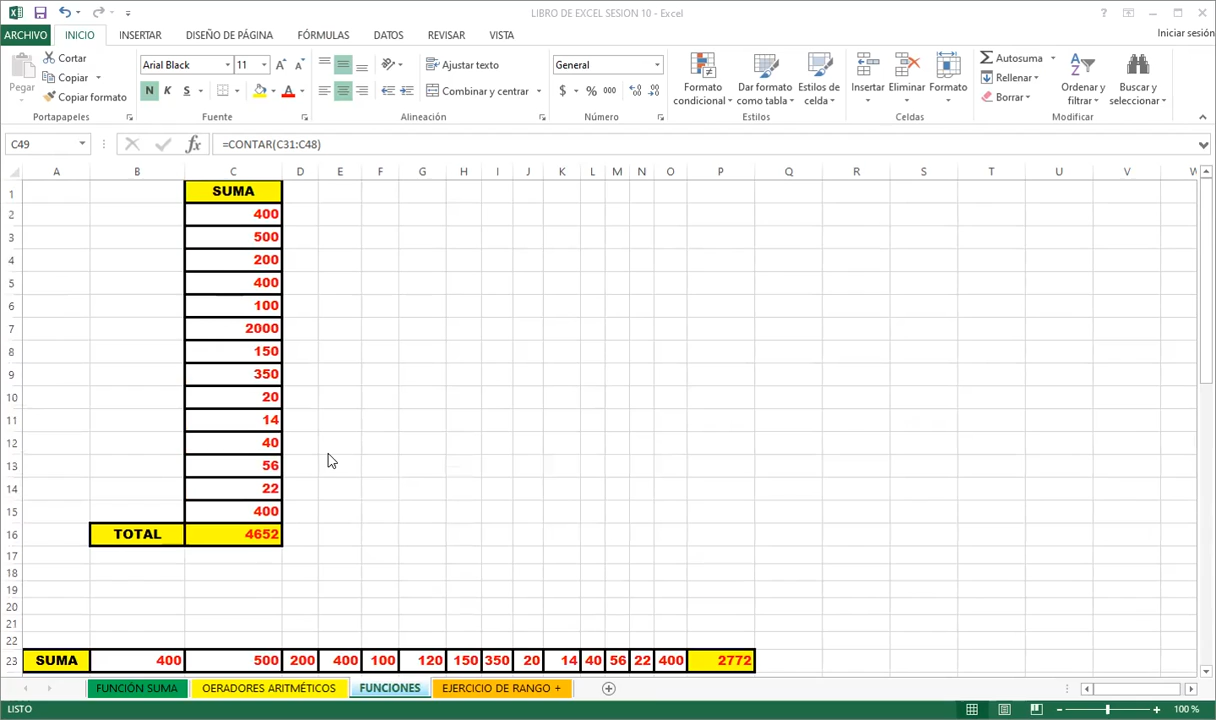 LIBRO DE EXCEL SESION 10 - Excel
ARCHIVO INICIO INSERTAR DISEÑO DE PÁGINA FÓRMULAS DATOS REVISAR VISTA Iniciar sesión
Pegar
Cortar
Copiar
Copiar formato
Portapapeles
Arial Black 11
N K S
Fuente
Ajustar texto
Combinar y centrar
Alineación
General
$ % 000
Número
Formato condicional
Dar formato como tabla
Estilos de celda
Estilos
Insertar
Eliminar
Formato
Celdas
Autosuma
Rellenar
Borrar
Ordenar y filtrar
Buscar y seleccionar
Modificar
C49 fx =CONTAR(C31:C48)
A B C D E F G H I J K L M N O P Q R S T U V W
1 SUMA
2 400
3 500
4 200
5 400
6 100
7 2000
8 150
9 350
10 20
11 14
12 40
13 56
14 22
15 400
16 TOTAL 4652
17
18
19
20
21
22
23 SUMA 400 500 200 400 100 120 150 350 20 14 40 56 22 400 2772
FUNCIÓN SUMA OERADORES ARITMÉTICOS FUNCIONES EJERCICIO DE RANGO +
LISTO 100 %